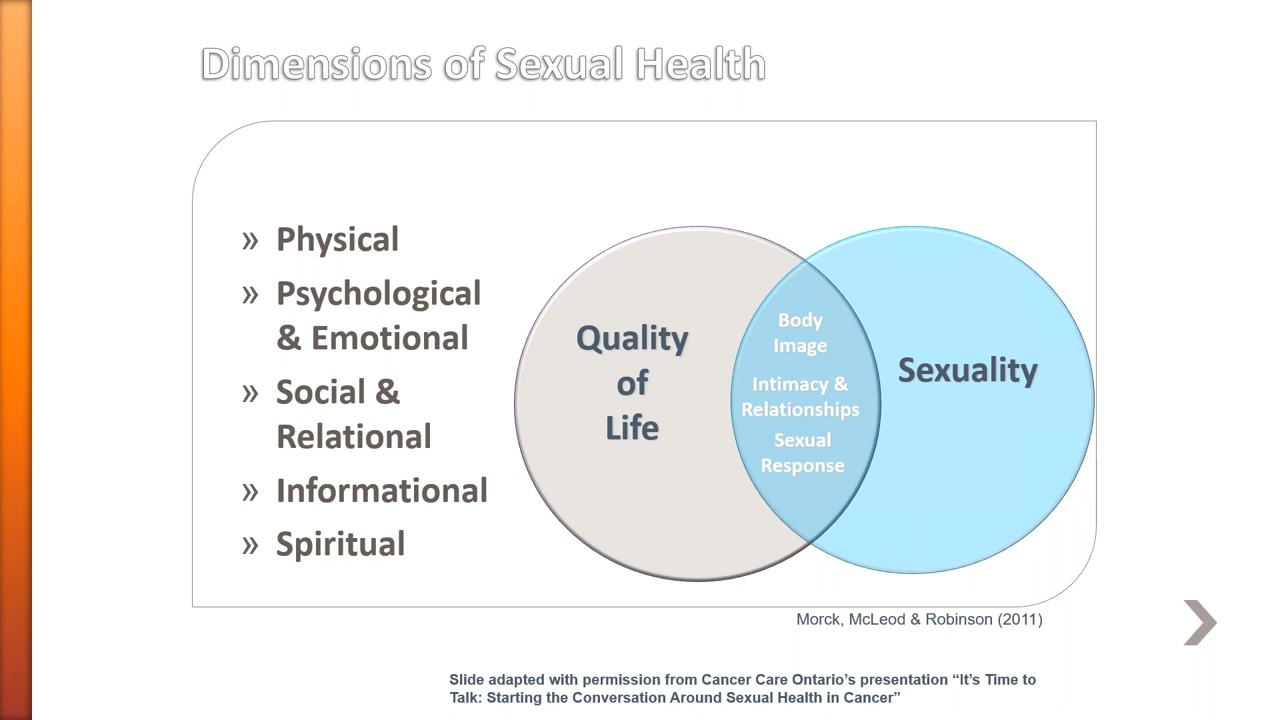 Dimensions of Sexual Health
» Physical
» Psychological
& Emotional
» Social &
Relational
» Informational
» Spiritual
Quality
of
Life
Body
Image
Intimacy &
Relationships
Sexual
Response
Sexuality
Morck, McLeod & Robinson (2011)
Slide adapted with permission from Cancer Care Ontario’s presentation “It’s Time to
Talk: Starting the Conversation Around Sexual Health in Cancer”